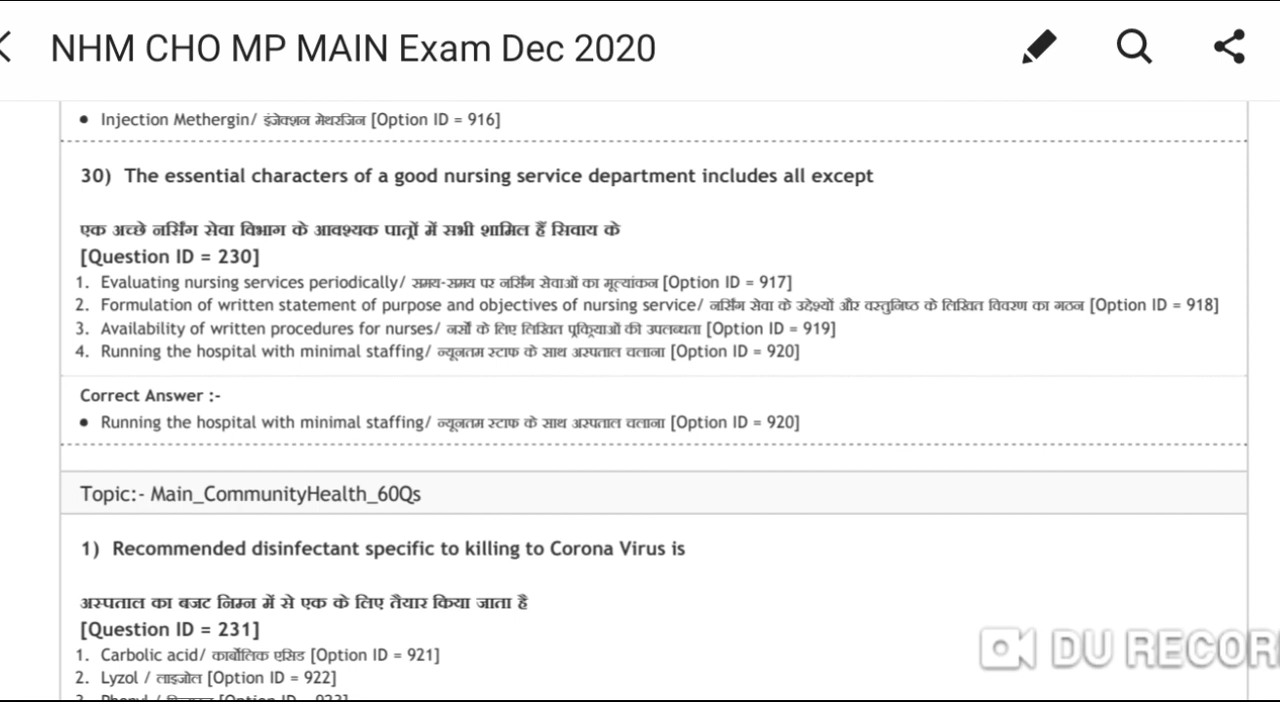 NHM CHO MP MAIN Exam Dec 2020
• Injection Methergin/ इंजेक्शन मेथरजिन [Option ID = 916]
30) The essential characters of a good nursing service department includes all except
एक अच्छे नर्सिंग सेवा विभाग के आवश्यक पात्रों में सभी शामिल हैं सिवाय के
[Question ID = 230]
1. Evaluating nursing services periodically/ समय-समय पर नर्सिंग सेवाओं का मूल्यांकन [Option ID = 917]
2. Formulation of written statement of purpose and objectives of nursing service/ नर्सिंग सेवा के उद्देश्यों और वस्तुनिष्ठ के लिखित विवरण का गठन [Option ID = 918]
3. Availability of written procedures for nurses/ नर्सों के लिए लिखित प्रक्रियाओं की उपलब्धता [Option ID = 919]
4. Running the hospital with minimal staffing/ न्यूनतम स्टाफ के साथ अस्पताल चलाना [Option ID = 920]
Correct Answer :-
• Running the hospital with minimal staffing/ न्यूनतम स्टाफ के साथ अस्पताल चलाना [Option ID = 920]
Topic:- Main_CommunityHealth_60Qs
1) Recommended disinfectant specific to killing to Corona Virus is
अस्पताल का बजट निम्न में से एक के लिए तैयार किया जाता है
[Question ID = 231]
1. Carbolic acid/ कार्बोलिक एसिड [Option ID = 921]
2. Lyzol / लाइज़ोल [Option ID = 922]
DU RECOR